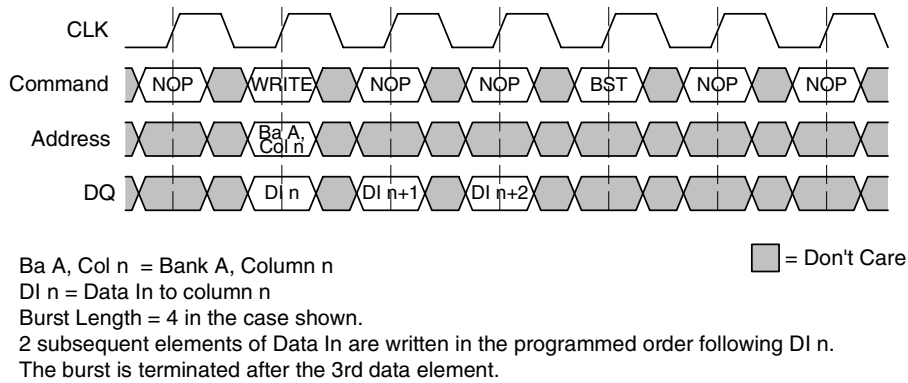 CLK
Command NOP WRITE NOP NOP BST NOP NOP
Address Ba A,
Col n
DQ DI n DI n+1 DI n+2
Ba A, Col n = Bank A, Column n
= Don't Care
DI n = Data In to column n
Burst Length = 4 in the case shown.
2 subsequent elements of Data In are written in the programmed order following DI n.
The burst is terminated after the 3rd data element.